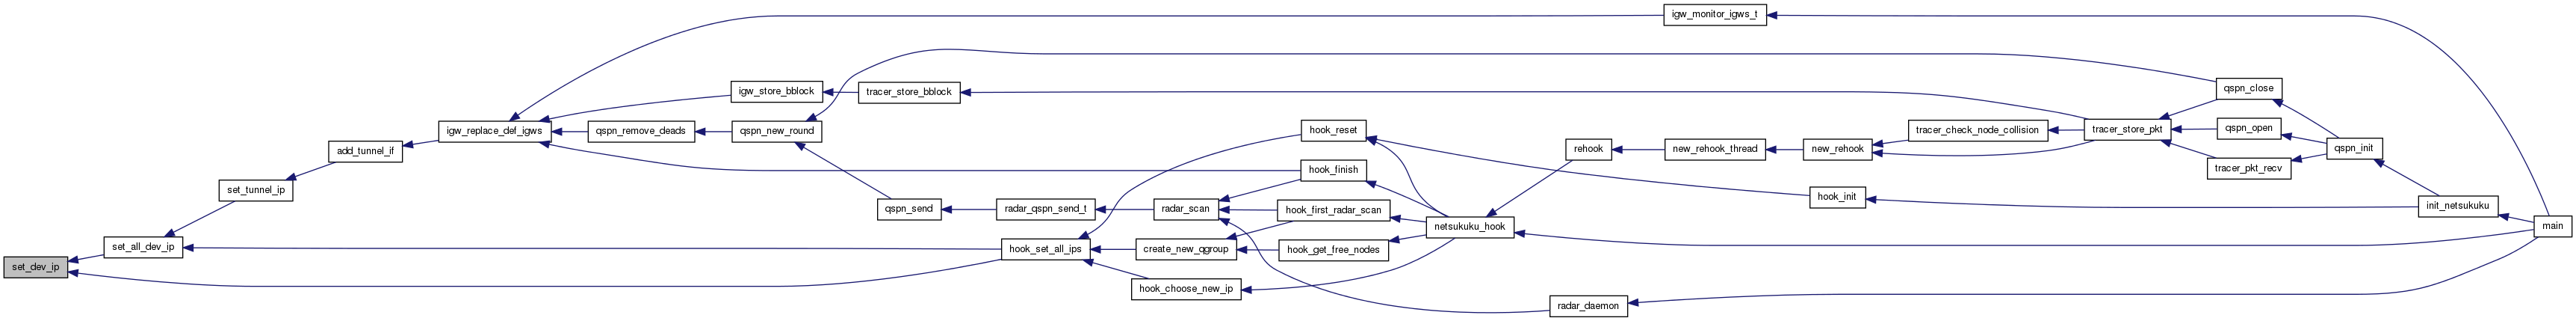 igw_monitor_igws_t
qspn_close
igw_store_bblock
tracer_store_bblock
hook_reset
tracer_check_node_collision
tracer_store_pkt
qspn_open
igw_replace_def_igws
qspn_remove_deads
qspn_new_round
add_tunnel_if
rehook
new_rehook_thread
new_rehook
qspn_init
hook_finish
tracer_pkt_recv
set_tunnel_ip
hook_init
init_netsukuku
qspn_send
radar_qspn_send_t
radar_scan
hook_first_radar_scan
netsukuku_hook
main
set_all_dev_ip
hook_set_all_ips
create_new_qgroup
hook_get_free_nodes
set_dev_ip
hook_choose_new_ip
radar_daemon